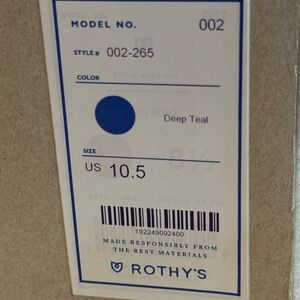 MODEL NO. 002
STYLE # 002-265
COLOR
Deep Teal
SIZE
US 10.5
192249092400
MADE RESPONSIBLY FROM
THE BEST MATERIALS
ROTHY'S